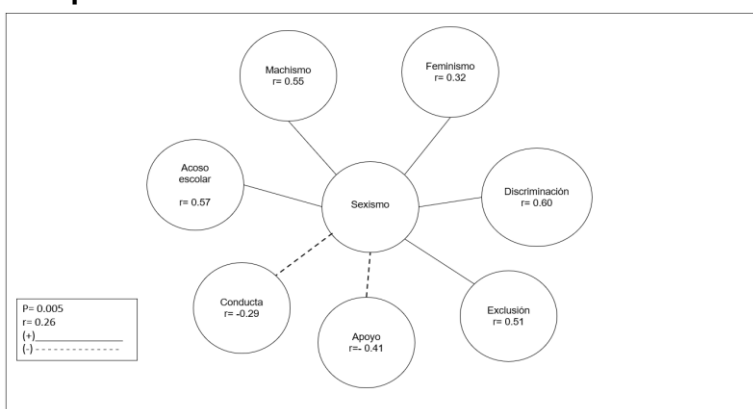 Machismo
r= 0.55
Feminismo
r= 0.32
Acoso
escolar
r= 0.57
Sexismo
Discriminación
r= 0.60
Conducta
r= -0.29
Apoyo
r=- 0.41
Exclusión
r= 0.51
P= 0.005
r= 0.26
(+)
(-)